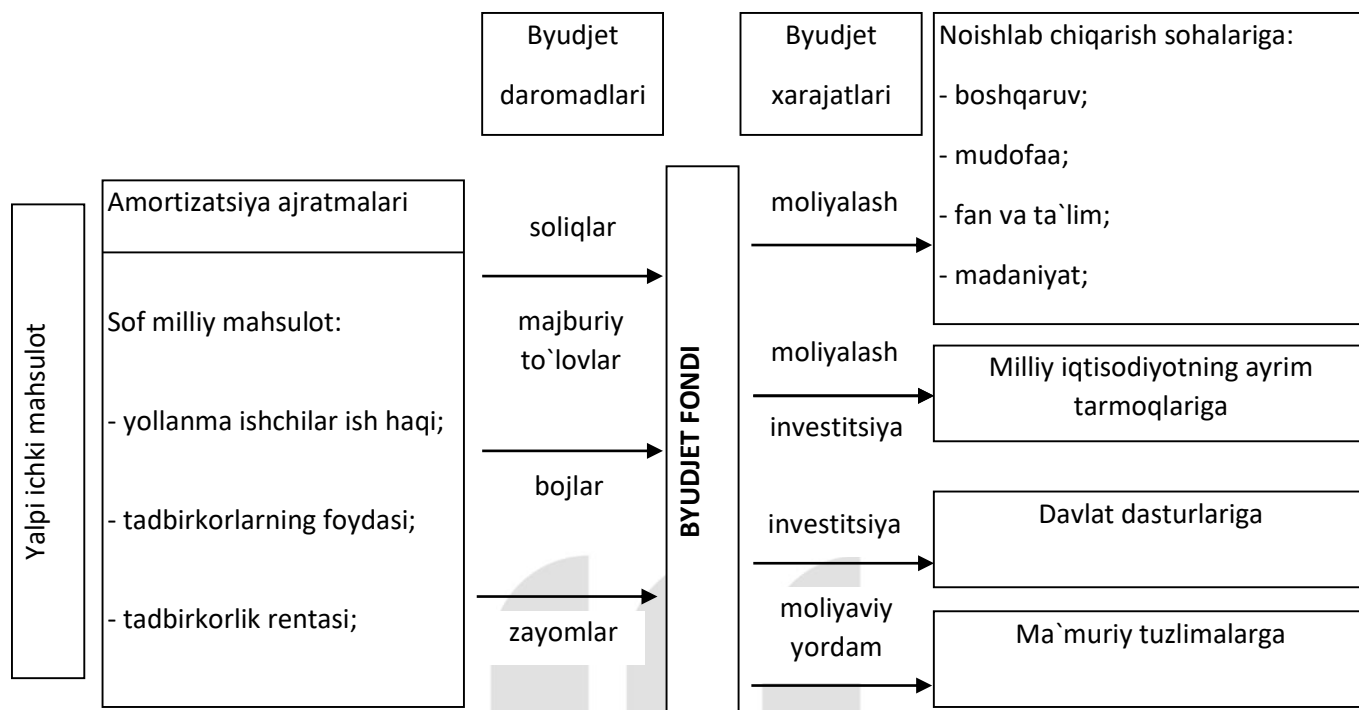 Byudjet
daromadlari
Byudjet
xarajatlari
Noishlab chiqarish sohalariga:
- boshqaruv;
- mudofaa;
- fan va ta`lim;
- madaniyat;
Yalpi ichki mahsulot
Amortizatsiya ajratmalari
Sof milliy mahsulot:
- yollanma ishchilar ish haqi;
- tadbirkorlarning foydasi;
- tadbirkorlik rentasi;
soliqlar
majburiy
to`lovlar
bojlar
zayomlar
BYUDJET FONDI
moliyalash
moliyalash
investitsiya
investitsiya
moliyaviy
yordam
Milliy iqtisodiyotning ayrim
tarmoqlariga
Davlat dasturlariga
Ma`muriy tuzlimalarga